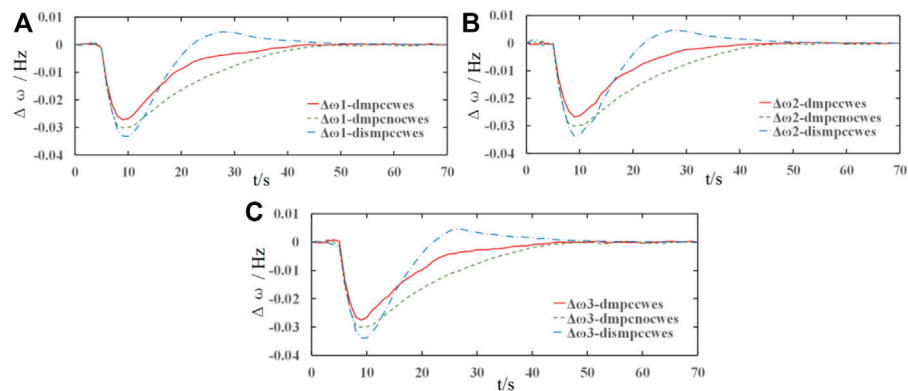 A
0.01
0
-0.01
-0.02
-0.03
-0.04
Δ ω / Hz
0 10 20 30 40 50 60 70
t/s
Δω1-dmpccwes
Δω1-dmpcnocwes
Δω1-dismpccwes
B
0.01
0
-0.01
-0.02
-0.03
-0.04
Δ ω / Hz
0 10 20 30 40 50 60 70
t/s
Δω2-dmpccwes
Δω2-dmpcnocwes
Δω2-dismpccwes
C
0.01
0
-0.01
-0.02
-0.03
-0.04
Δ ω / Hz
0 10 20 30 40 50 60 70
t/s
Δω3-dmpccwes
Δω3-dmpcnocwes
Δω3-dismpccwes